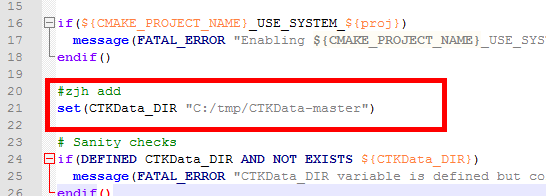 15
16 if(${CMAKE_PROJECT_NAME}_USE_SYSTEM_${proj})
17 message(FATAL_ERROR "Enabling ${CMAKE_PROJECT_NAME}_USE_SYS
18 endif()
19
20 #zjh add
21 set(CTKData_DIR "C:/tmp/CTKData-master")
22
23 # Sanity checks
24 if(DEFINED CTKData_DIR AND NOT EXISTS ${CTKData_DIR})
25 message(FATAL_ERROR "CTKData_DIR variable is defined but co
26 endif()